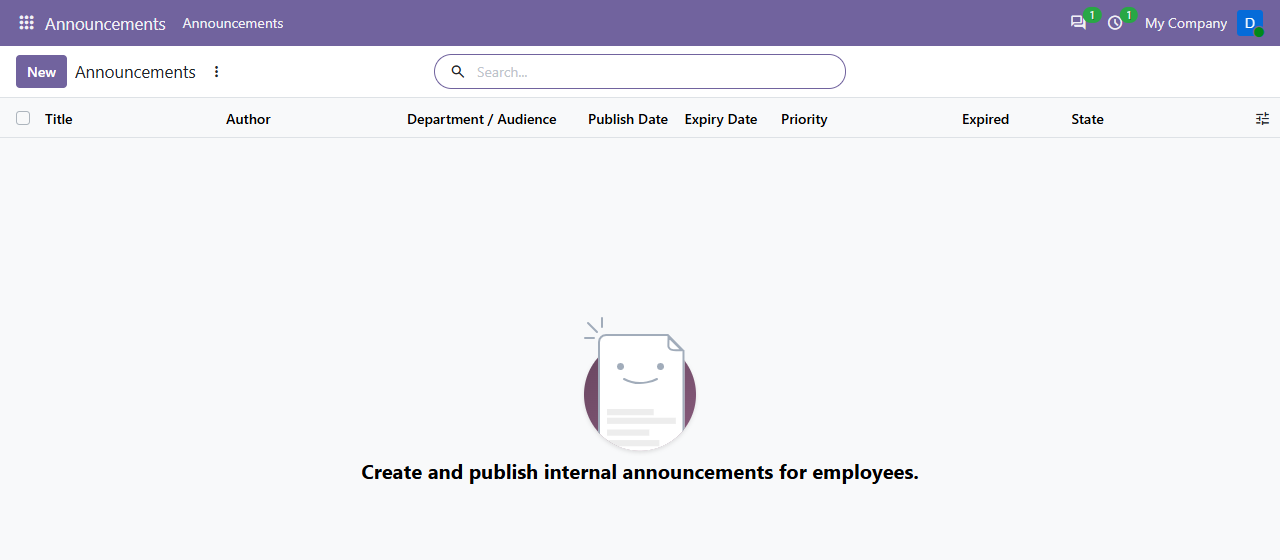 Announcements Announcements 1 1 My Company D
New Announcements Search...
Title Author Department / Audience Publish Date Expiry Date Priority Expired State
Create and publish internal announcements for employees.